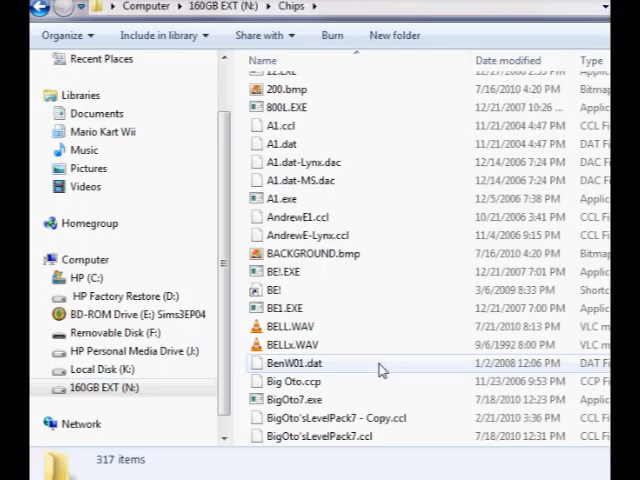 Computer ▸ 160GB EXT (N:) ▸ Chips ▸
Organize Include in library Share with Burn New folder
Name Date modified Type
Recent Places
Libraries
Documents
Mario Kart Wii
Music
Pictures
Videos
Homegroup
Computer
HP (C:)
HP Factory Restore (D:)
BD-ROM Drive (E:) Sims3EP04
Removable Disk (F:)
HP Personal Media Drive (J:)
Local Disk (K:)
160GB EXT (N:)
Network
12.EXE Applic
200.bmp 7/16/2010 4:20 PM Bitmap
800L.EXE 12/21/2007 10:26 ... Applic
A1.ccl 11/21/2004 4:47 PM CCL Fi
A1.dat 11/21/2004 4:47 PM DAT Fi
A1.dat-Lynx.dac 12/14/2006 7:24 PM DAC Fi
A1.dat-MS.dac 12/14/2006 7:24 PM DAC Fi
A1.exe 12/5/2006 7:38 PM Applic
AndrewE1.ccl 10/21/2006 3:41 PM CCL Fi
AndrewE-Lynx.ccl 11/4/2006 9:15 PM CCL Fi
BACKGROUND.bmp 7/16/2010 4:20 PM Bitmap
BE!.EXE 12/21/2007 7:01 PM Applic
BE! 3/6/2009 8:33 PM Shortc
BE1.EXE 12/21/2007 7:00 PM Applic
BELL.WAV 7/21/2010 8:13 PM VLC m
BELLx.WAV 9/6/1992 8:00 PM VLC m
BenW01.dat 1/2/2008 12:06 PM DAT Fi
Big Oto.ccp 11/23/2006 9:53 PM CCP Fi
BigOto7.exe 7/18/2010 12:23 PM Applic
BigOto'sLevelPack7 - Copy.ccl 2/21/2010 3:36 PM CCL Fi
BigOto'sLevelPack7.ccl 7/18/2010 12:31 PM CCL Fi
317 items